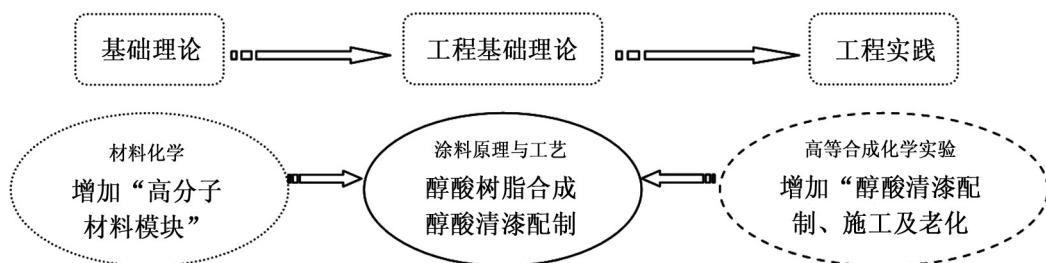 基础理论
工程基础理论
工程实践
材料化学
增加“高分子
材料模块”
涂料原理与工艺
醇酸树脂合成
醇酸清漆配制
高等合成化学实验
增加“醇酸清漆配
制、施工及老化